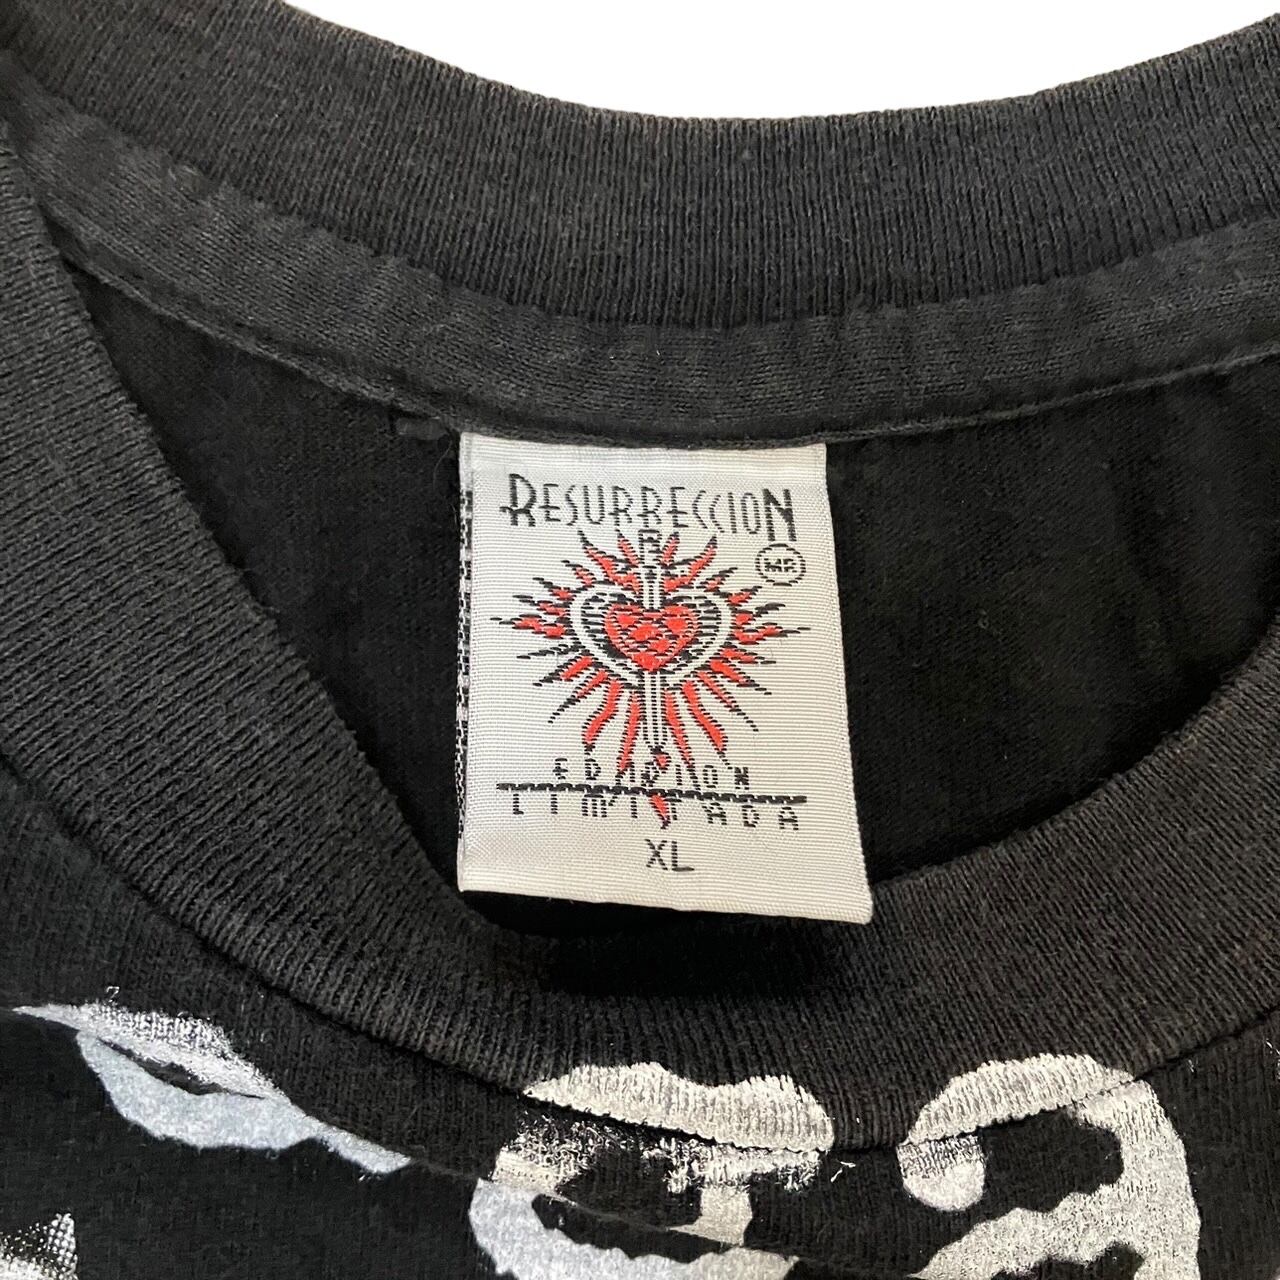 RESURRECCION
MR
EDICION
LIMITADA
XL